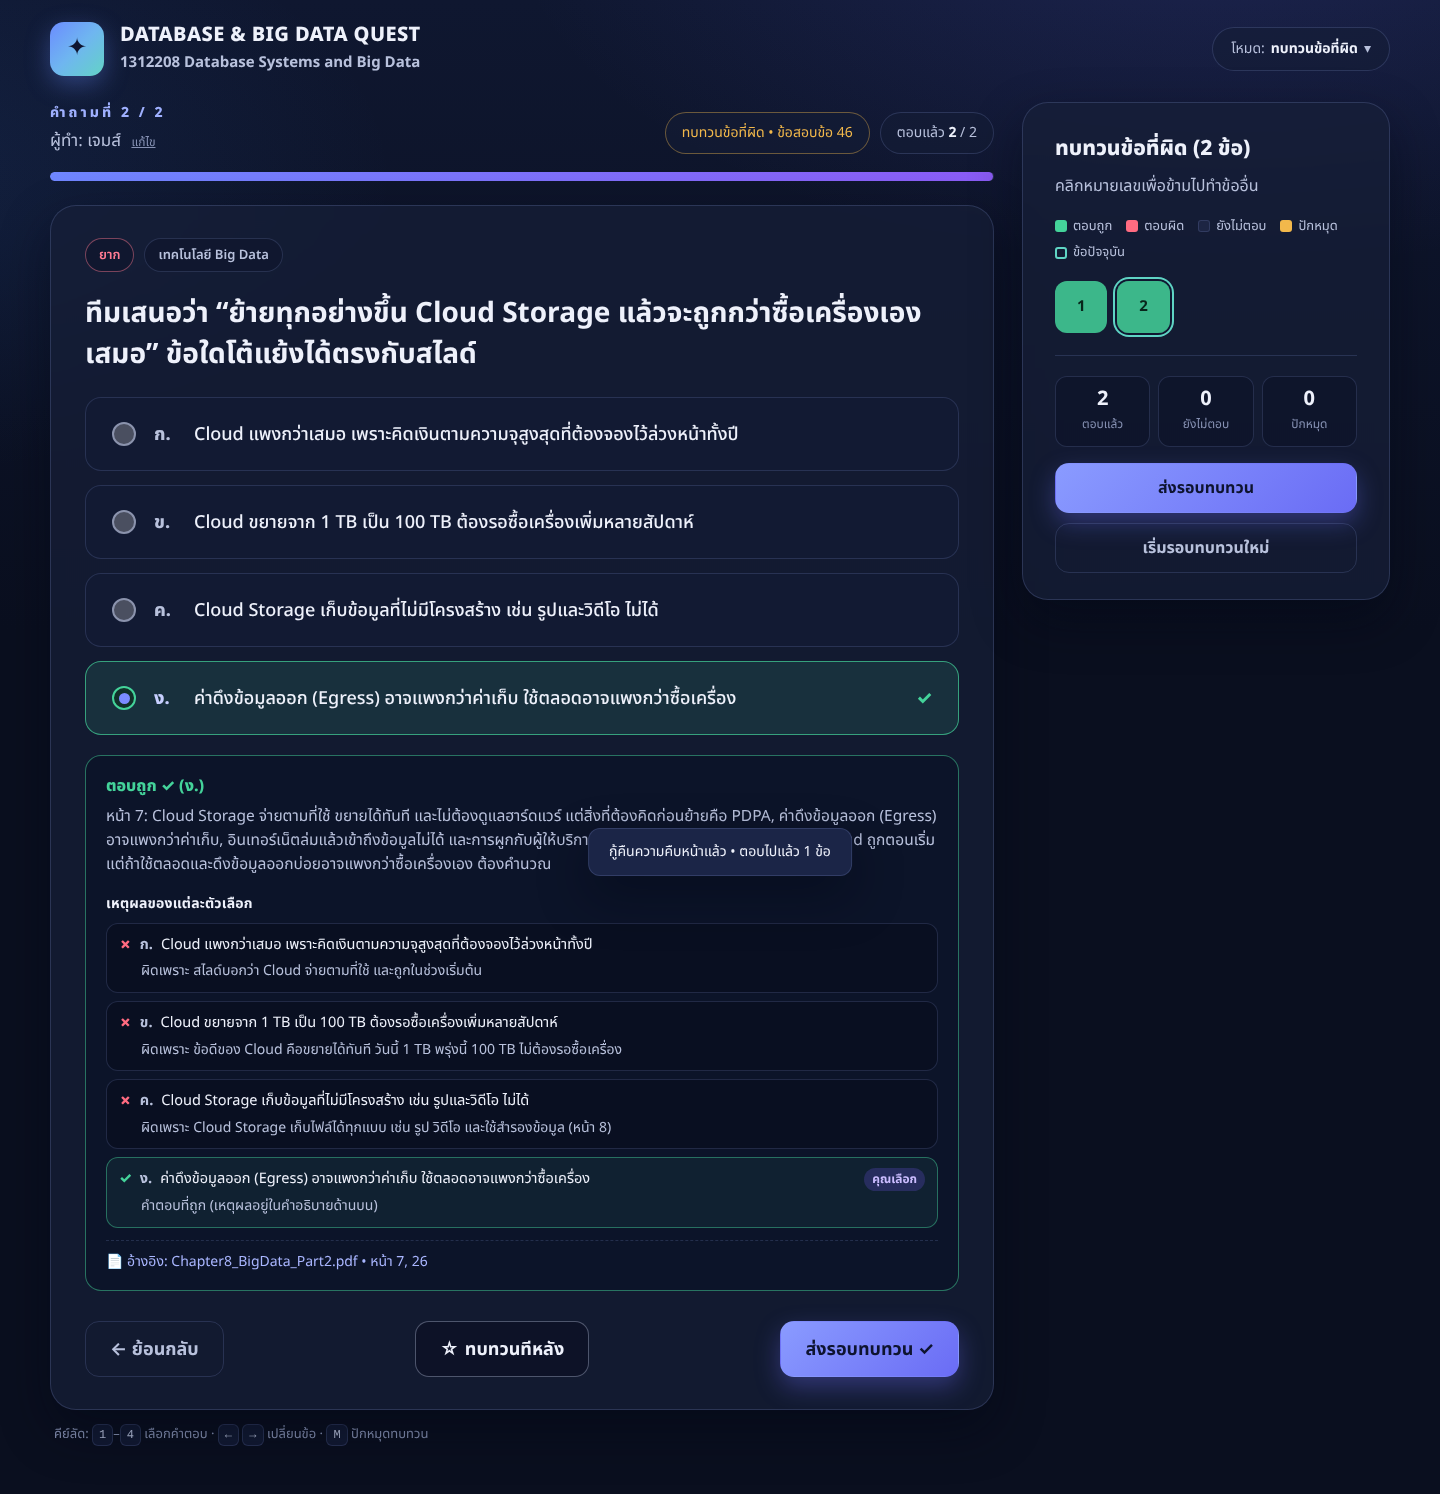 DATABASE & BIG DATA QUEST
1312208 Database Systems and Big Data
โหมด: ทบทวนข้อที่ผิด ▾
คำถามที่ 2 / 2
ผู้ทำ: เจมส์ แก้ไข
ทบทวนข้อที่ผิด • ข้อสอบข้อ 46
ตอบแล้ว 2 / 2
ยาก
เทคโนโลยี Big Data
ทีมเสนอว่า “ย้ายทุกอย่างขึ้น Cloud Storage แล้วจะถูกกว่าซื้อเครื่องเอง
เสมอ” ข้อใดโต้แย้งได้ตรงกับสไลด์
ก. Cloud แพงกว่าเสมอ เพราะคิดเงินตามความจุสูงสุดที่ต้องจองไว้ล่วงหน้าทั้งปี
ข. Cloud ขยายจาก 1 TB เป็น 100 TB ต้องรอซื้อเครื่องเพิ่มหลายสัปดาห์
ค. Cloud Storage เก็บข้อมูลที่ไม่มีโครงสร้าง เช่น รูปและวิดีโอ ไม่ได้
ง. ค่าดึงข้อมูลออก (Egress) อาจแพงกว่าค่าเก็บ ใช้ตลอดอาจแพงกว่าซื้อเครื่อง ✓
ตอบถูก ✓ (ง.)
หน้า 7: Cloud Storage จ่ายตามที่ใช้ ขยายได้ทันที และไม่ต้องดูแลฮาร์ดแวร์ แต่สิ่งที่ต้องคิดก่อนย้ายคือ PDPA, ค่าดึงข้อมูลออก (Egress)
อาจแพงกว่าค่าเก็บ, อินเทอร์เน็ตล่มแล้วเข้าถึงข้อมูลไม่ได้ และการผูกกับผู้ให้บริกา d ถูกตอนเริ่ม
แต่ถ้าใช้ตลอดและดึงข้อมูลออกบ่อยอาจแพงกว่าซื้อเครื่องเอง ต้องคำนวณ
กู้คืนความคืบหน้าแล้ว • ตอบไปแล้ว 1 ข้อ
เหตุผลของแต่ละตัวเลือก
× ก. Cloud แพงกว่าเสมอ เพราะคิดเงินตามความจุสูงสุดที่ต้องจองไว้ล่วงหน้าทั้งปี
ผิดเพราะ สไลด์บอกว่า Cloud จ่ายตามที่ใช้ และถูกในช่วงเริ่มต้น
× ข. Cloud ขยายจาก 1 TB เป็น 100 TB ต้องรอซื้อเครื่องเพิ่มหลายสัปดาห์
ผิดเพราะ ข้อดีของ Cloud คือขยายได้ทันที วันนี้ 1 TB พรุ่งนี้ 100 TB ไม่ต้องรอซื้อเครื่อง
× ค. Cloud Storage เก็บข้อมูลที่ไม่มีโครงสร้าง เช่น รูปและวิดีโอ ไม่ได้
ผิดเพราะ Cloud Storage เก็บไฟล์ได้ทุกแบบ เช่น รูป วิดีโอ และใช้สำรองข้อมูล (หน้า 8)
✓ ง. ค่าดึงข้อมูลออก (Egress) อาจแพงกว่าค่าเก็บ ใช้ตลอดอาจแพงกว่าซื้อเครื่อง คุณเลือก
คำตอบที่ถูก (เหตุผลอยู่ในคำอธิบายด้านบน)
อ้างอิง: Chapter8_BigData_Part2.pdf • หน้า 7, 26
← ย้อนกลับ
☆ ทบทวนทีหลัง
ส่งรอบทบทวน ✓
คีย์ลัด: 1–4 เลือกคำตอบ · ← → เปลี่ยนข้อ · M ปักหมุดทบทวน
ทบทวนข้อที่ผิด (2 ข้อ)
คลิกหมายเลขเพื่อข้ามไปทำข้ออื่น
ตอบถูก ตอบผิด ยังไม่ตอบ ปักหมุด
ข้อปัจจุบัน
1 2
2 0 0
ตอบแล้ว ยังไม่ตอบ ปักหมุด
ส่งรอบทบทวน
เริ่มรอบทบทวนใหม่